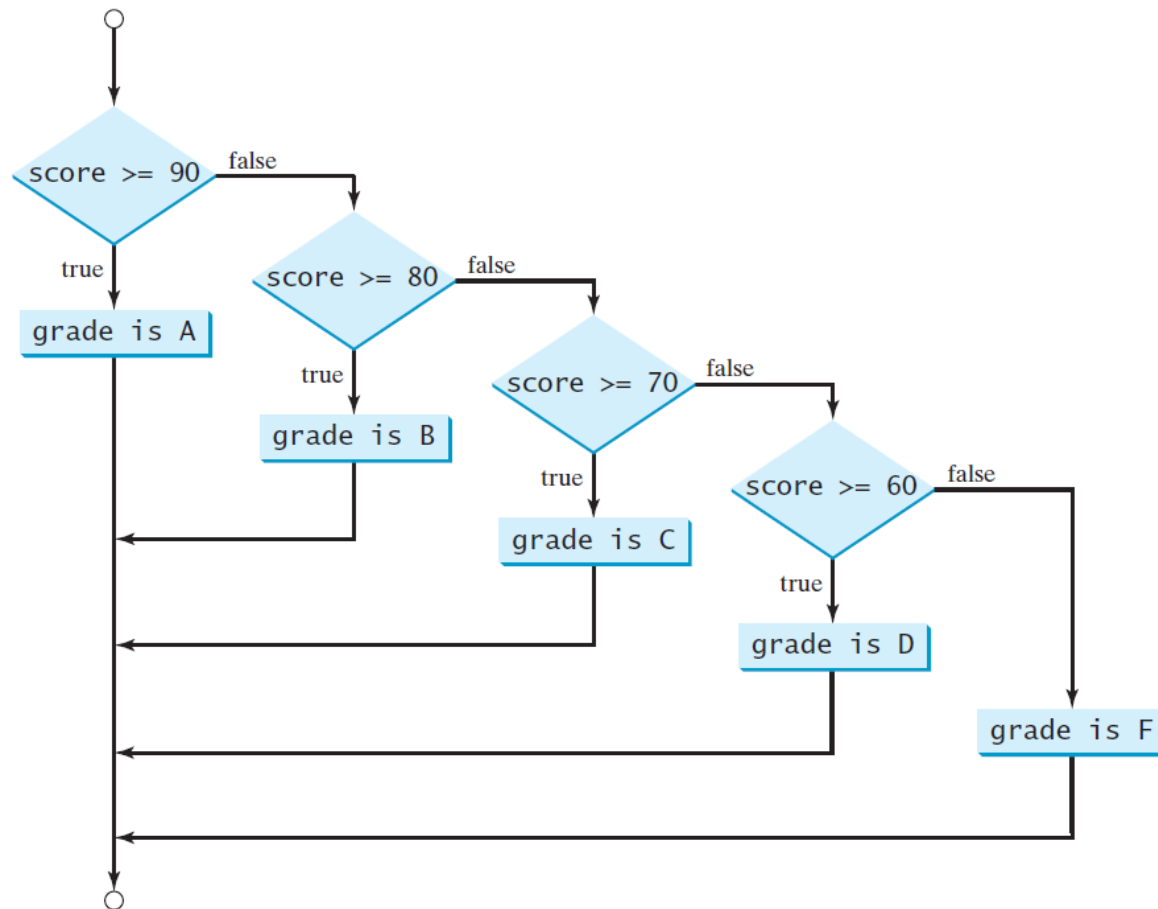 score >= 90
false
true
grade is A
score >= 80
false
true
grade is B
score >= 70
false
true
grade is C
score >= 60
false
true
grade is D
grade is F